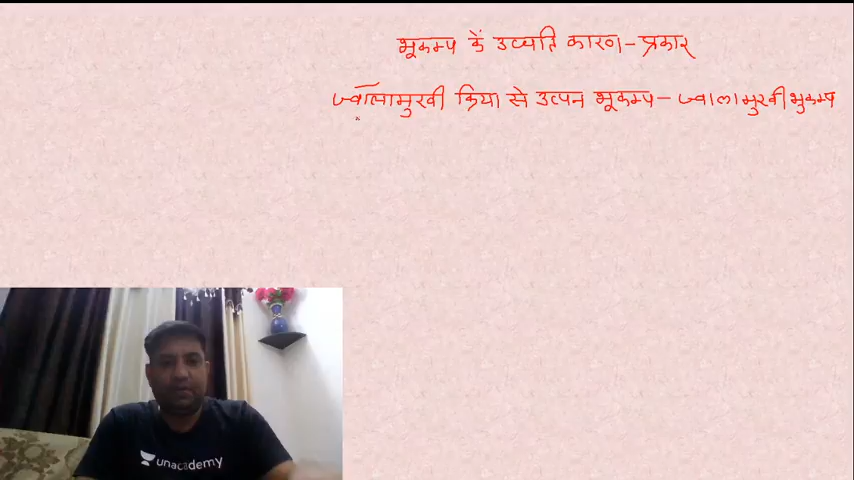 भूकम्प कें उत्पति कारण - प्रकार
ज्वालामुखी क्रिया से उत्पन भूकम्प - ज्वालामुखी भुकम्प
unacademy